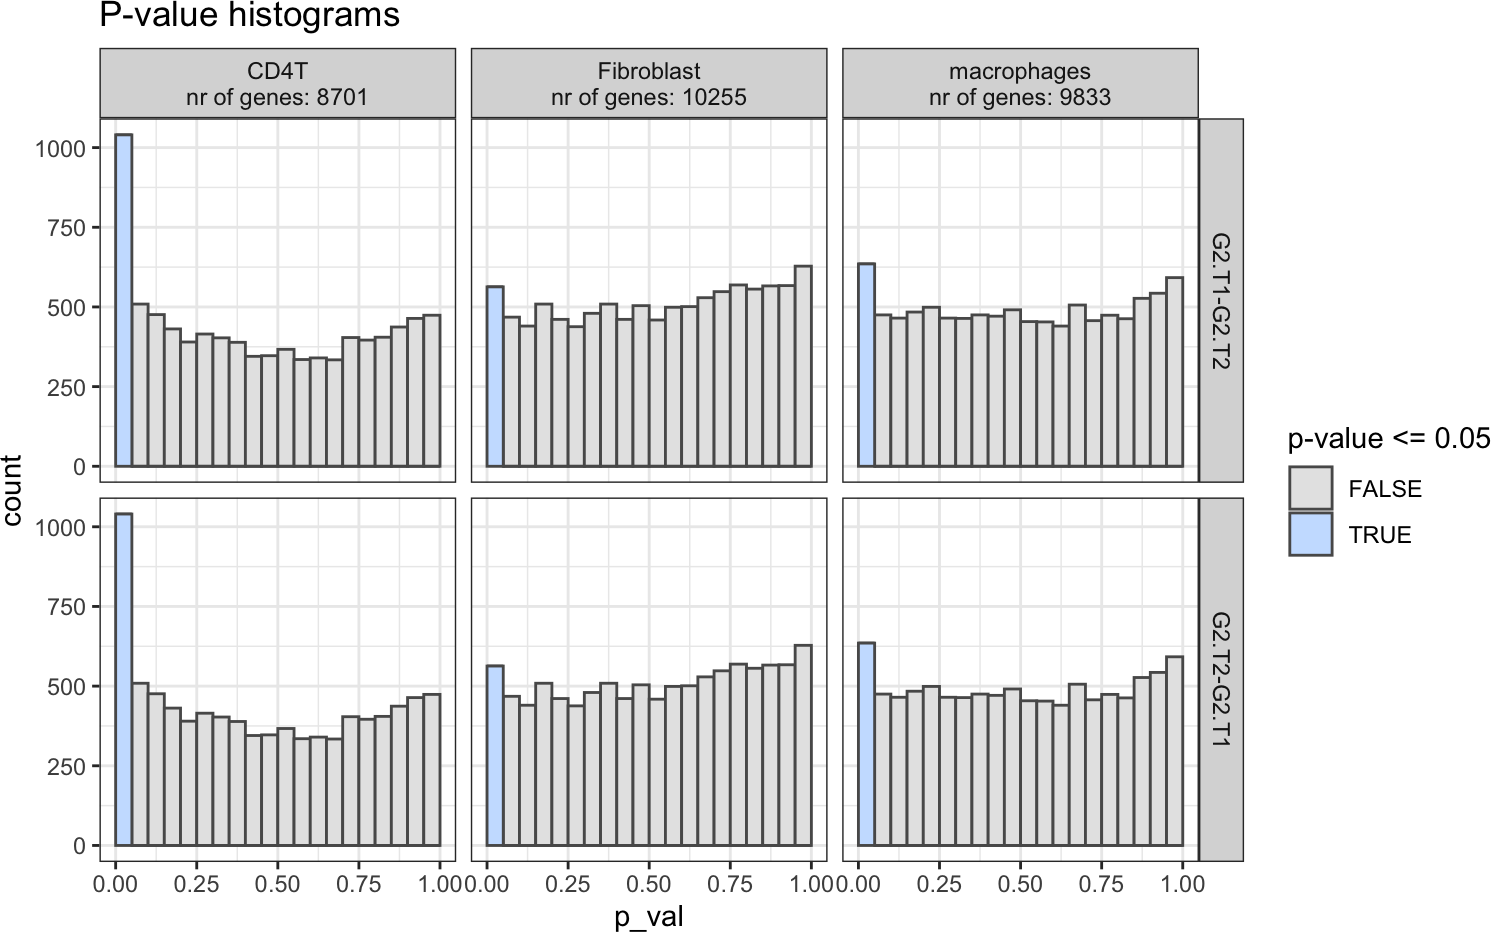 P-value histograms
CD4T
nr of genes: 8701
Fibroblast
nr of genes: 10255
macrophages
nr of genes: 9833
1000
750
500
250
0
G2.T1-G2.T2
count
1000
750
500
250
0
G2.T2-G2.T1
0.00 0.25 0.50 0.75 1.00 0.00 0.25 0.50 0.75 1.00 0.00 0.25 0.50 0.75 1.00
p_val
p-value <= 0.05
FALSE
TRUE